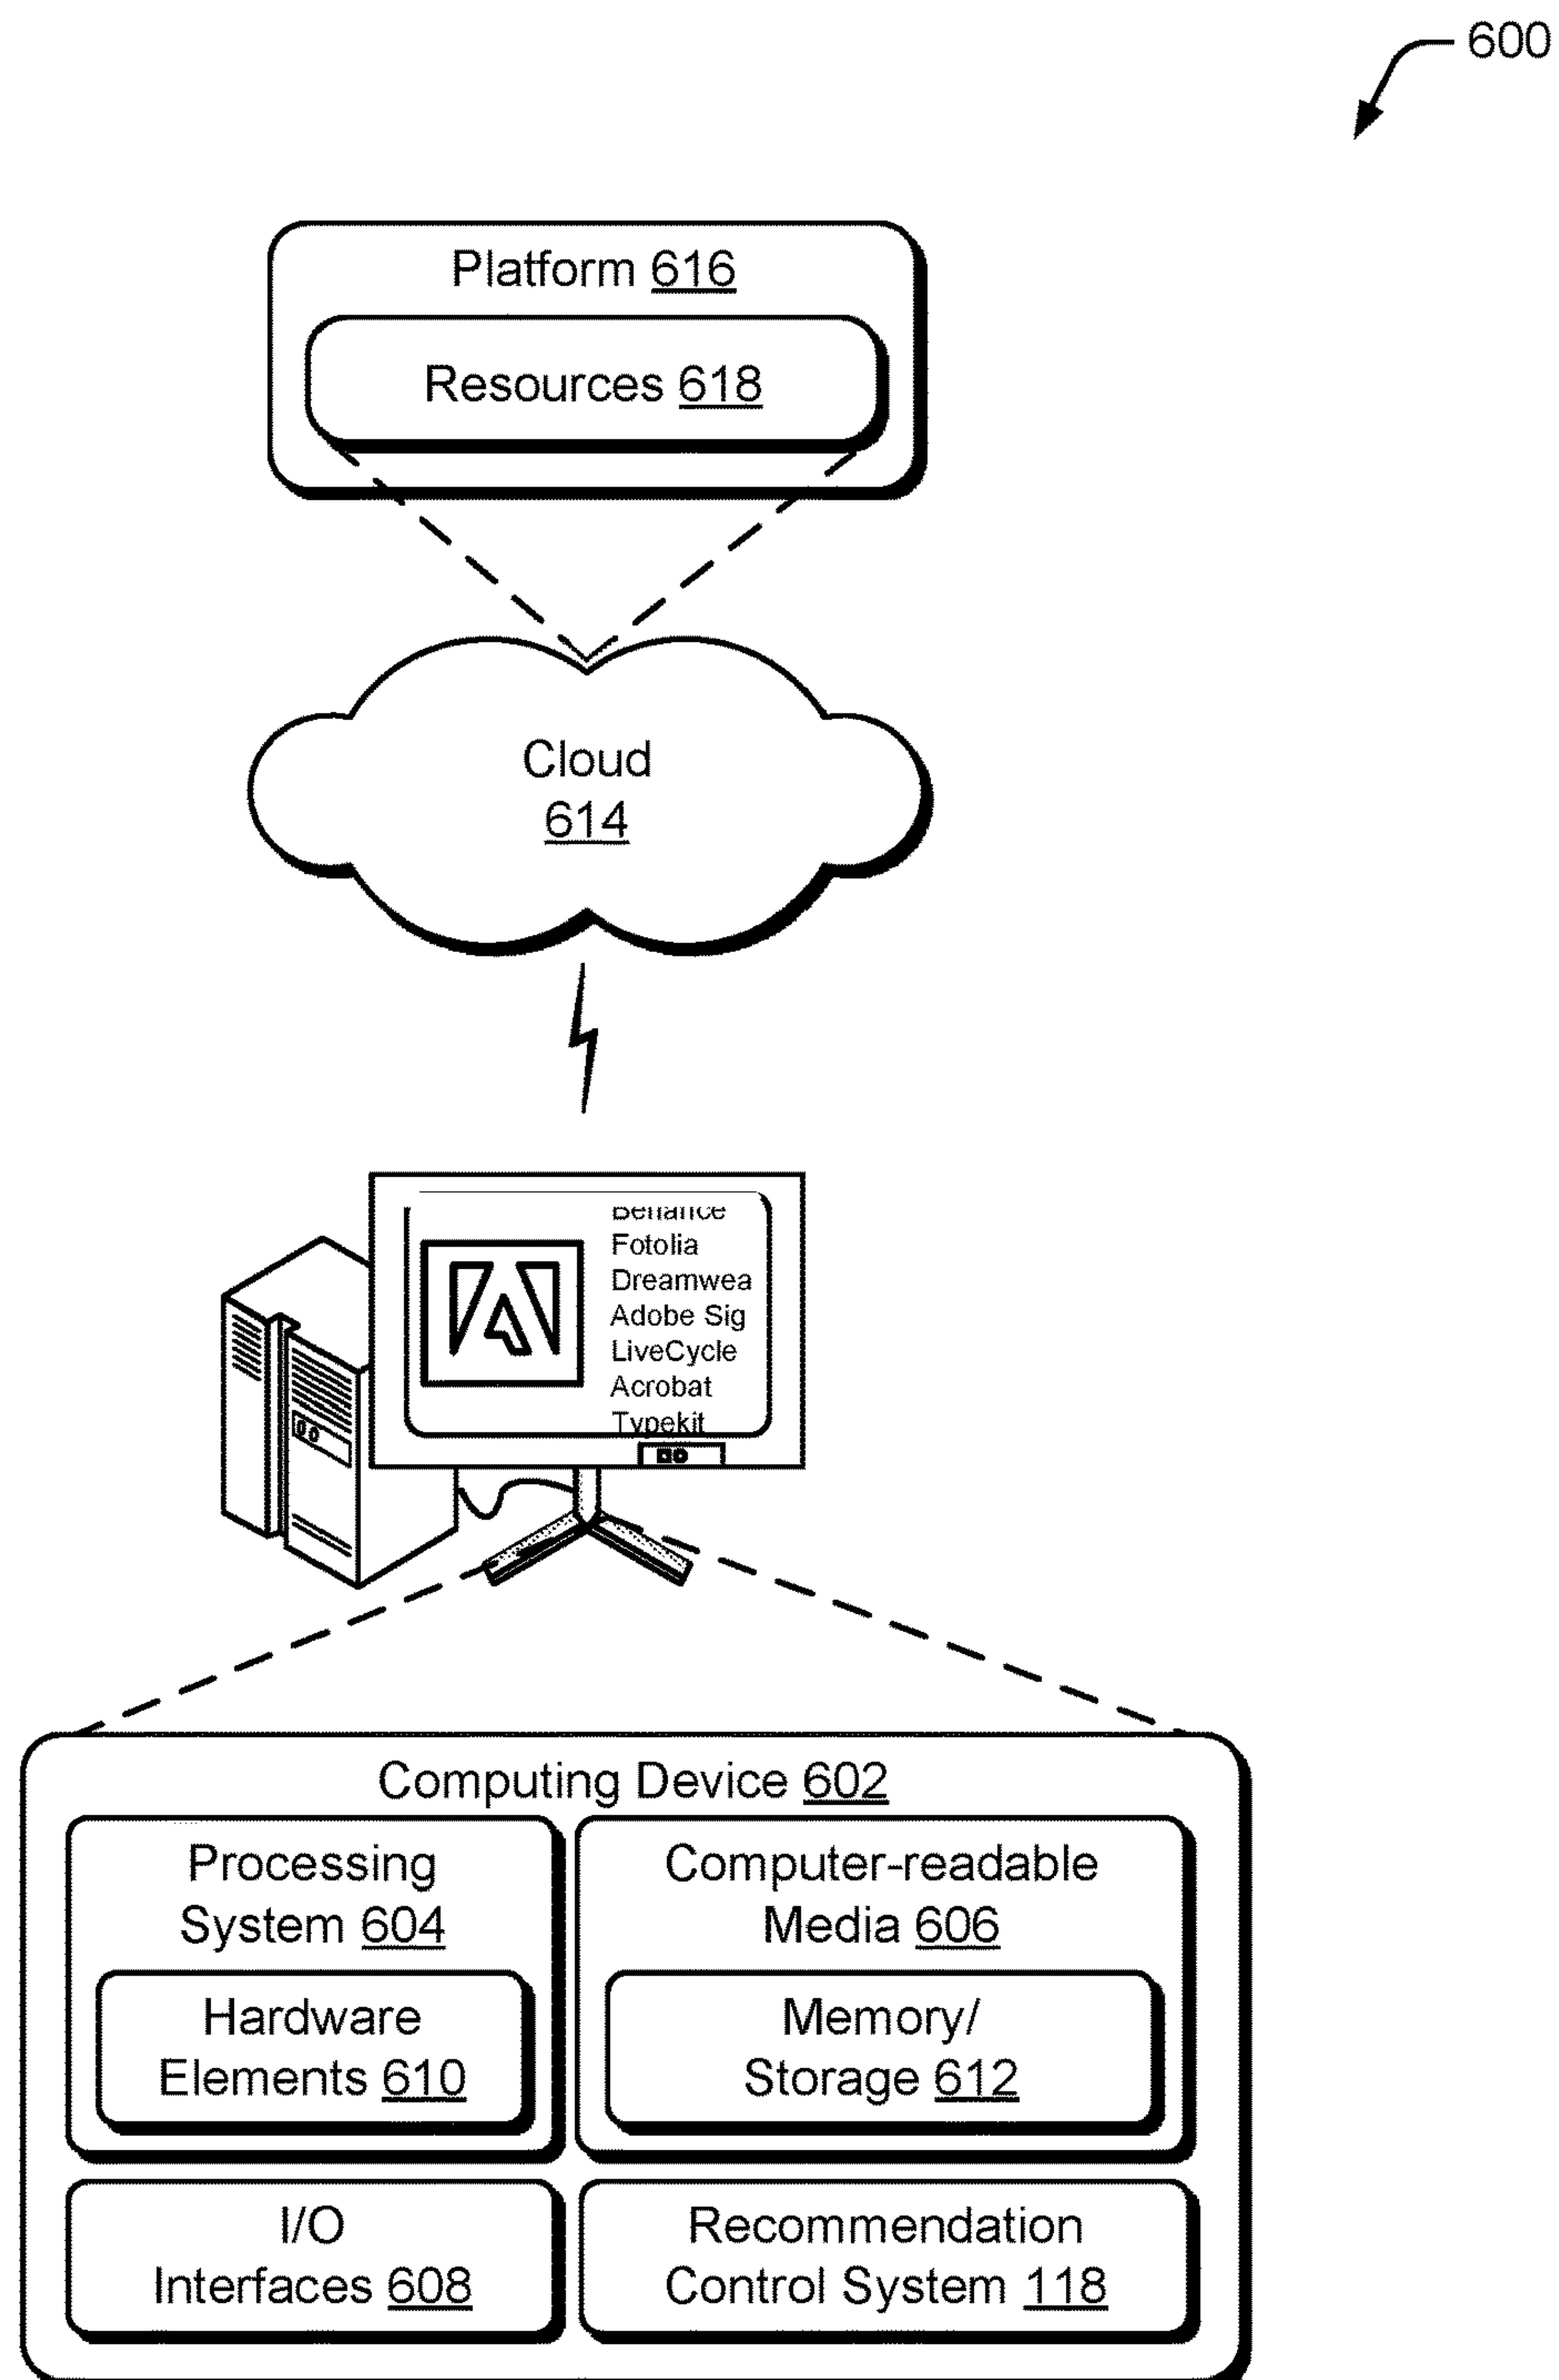 600
Platform 616
Resources 618
Cloud
614
Behance
Fotolia
Dreamwea
Adobe Sig
LiveCycle
Acrobat
Typekit
Computing Device 602
Processing
System 604
Hardware
Elements 610
Computer-readable
Media 606
Memory/
Storage 612
I/O
Interfaces 608
Recommendation
Control System 118